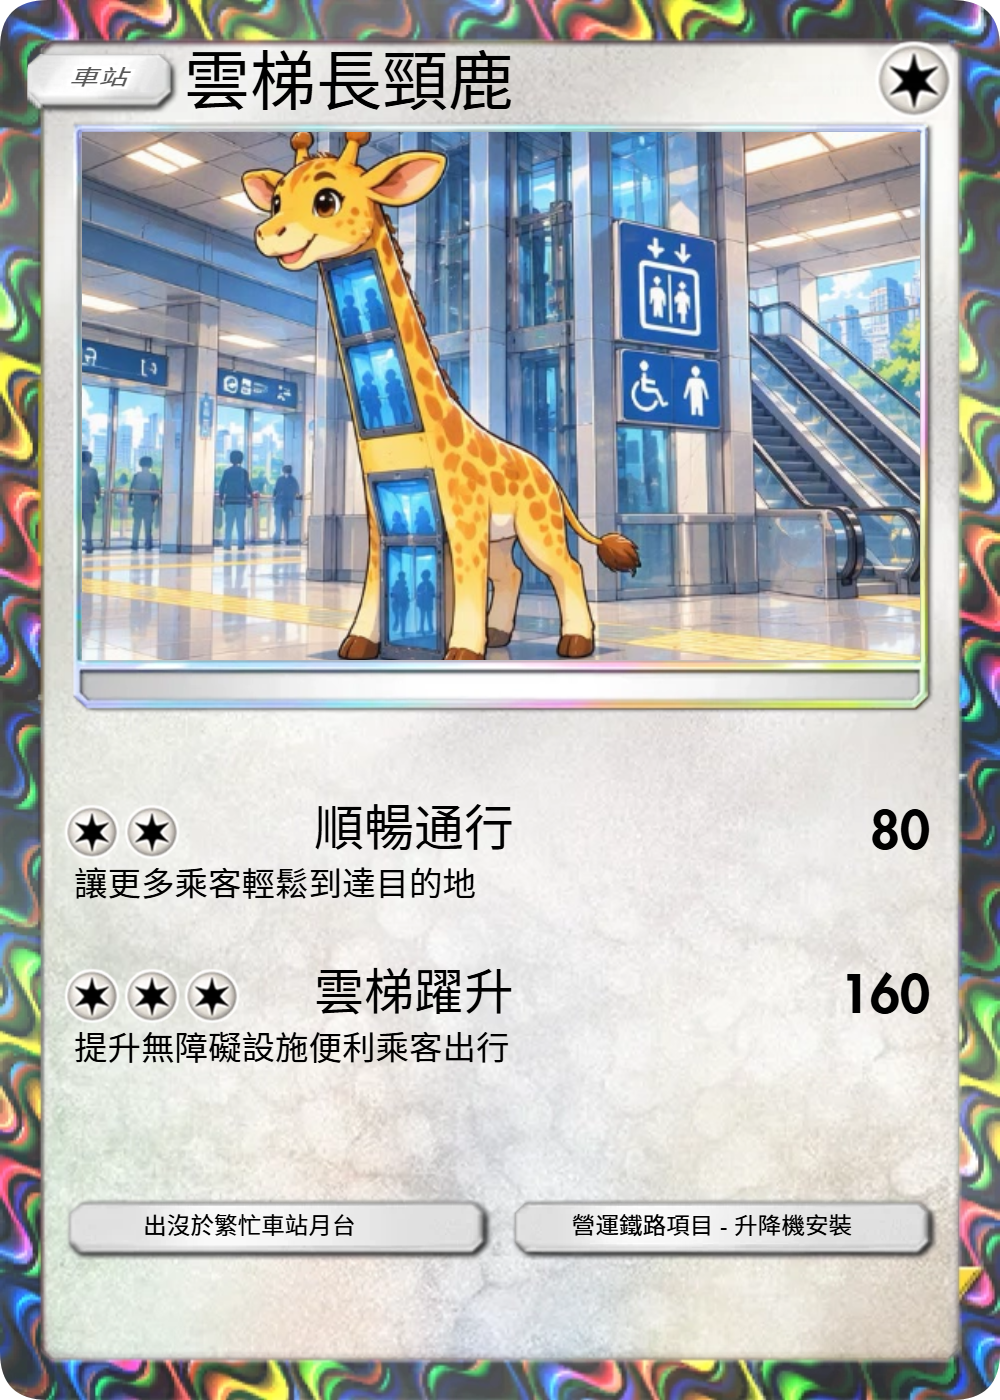 車站
雲梯長頸鹿
順暢通行 80
讓更多乘客輕鬆到達目的地
雲梯躍升 160
提升無障礙設施便利乘客出行
出沒於繁忙車站月台
營運鐵路項目 - 升降機安裝